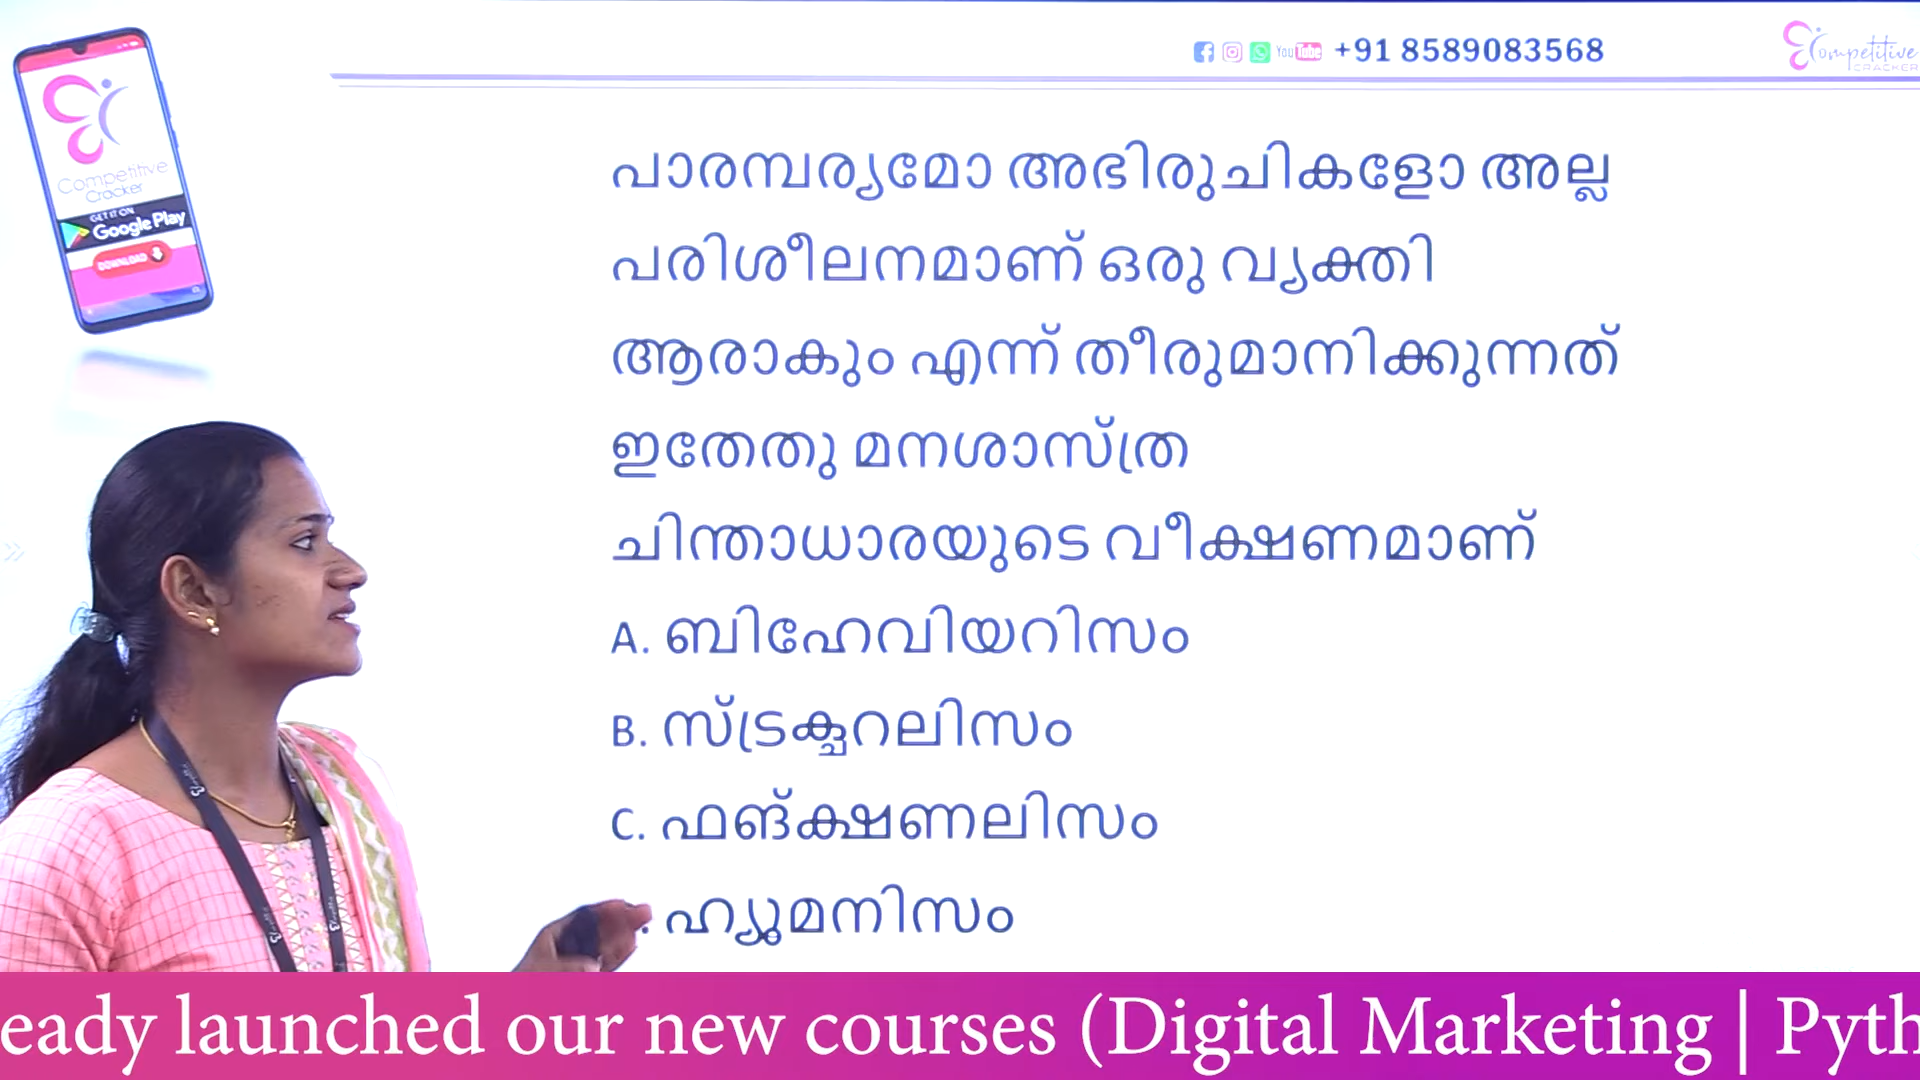 +91 8589083568
Competitive
CRACKER
Competitive
Cracker
GET IT ON
Google Play
DOWNLOAD
പാരമ്പര്യമോ അഭിരുചികളോ അല്ല
പരിശീലനമാണ് ഒരു വ്യക്തി
ആരാകും എന്ന് തീരുമാനിക്കുന്നത്
ഇതേതു മനശാസ്ത്ര
ചിന്താധാരയുടെ വീക്ഷണമാണ്
A. ബിഹേവിയറിസം
B. സ്ട്രക്ചറലിസം
C. ഫങ്ക്ഷണലിസം
. ഹ്യുമനിസം
eady launched our new courses (Digital Marketing | Pyth